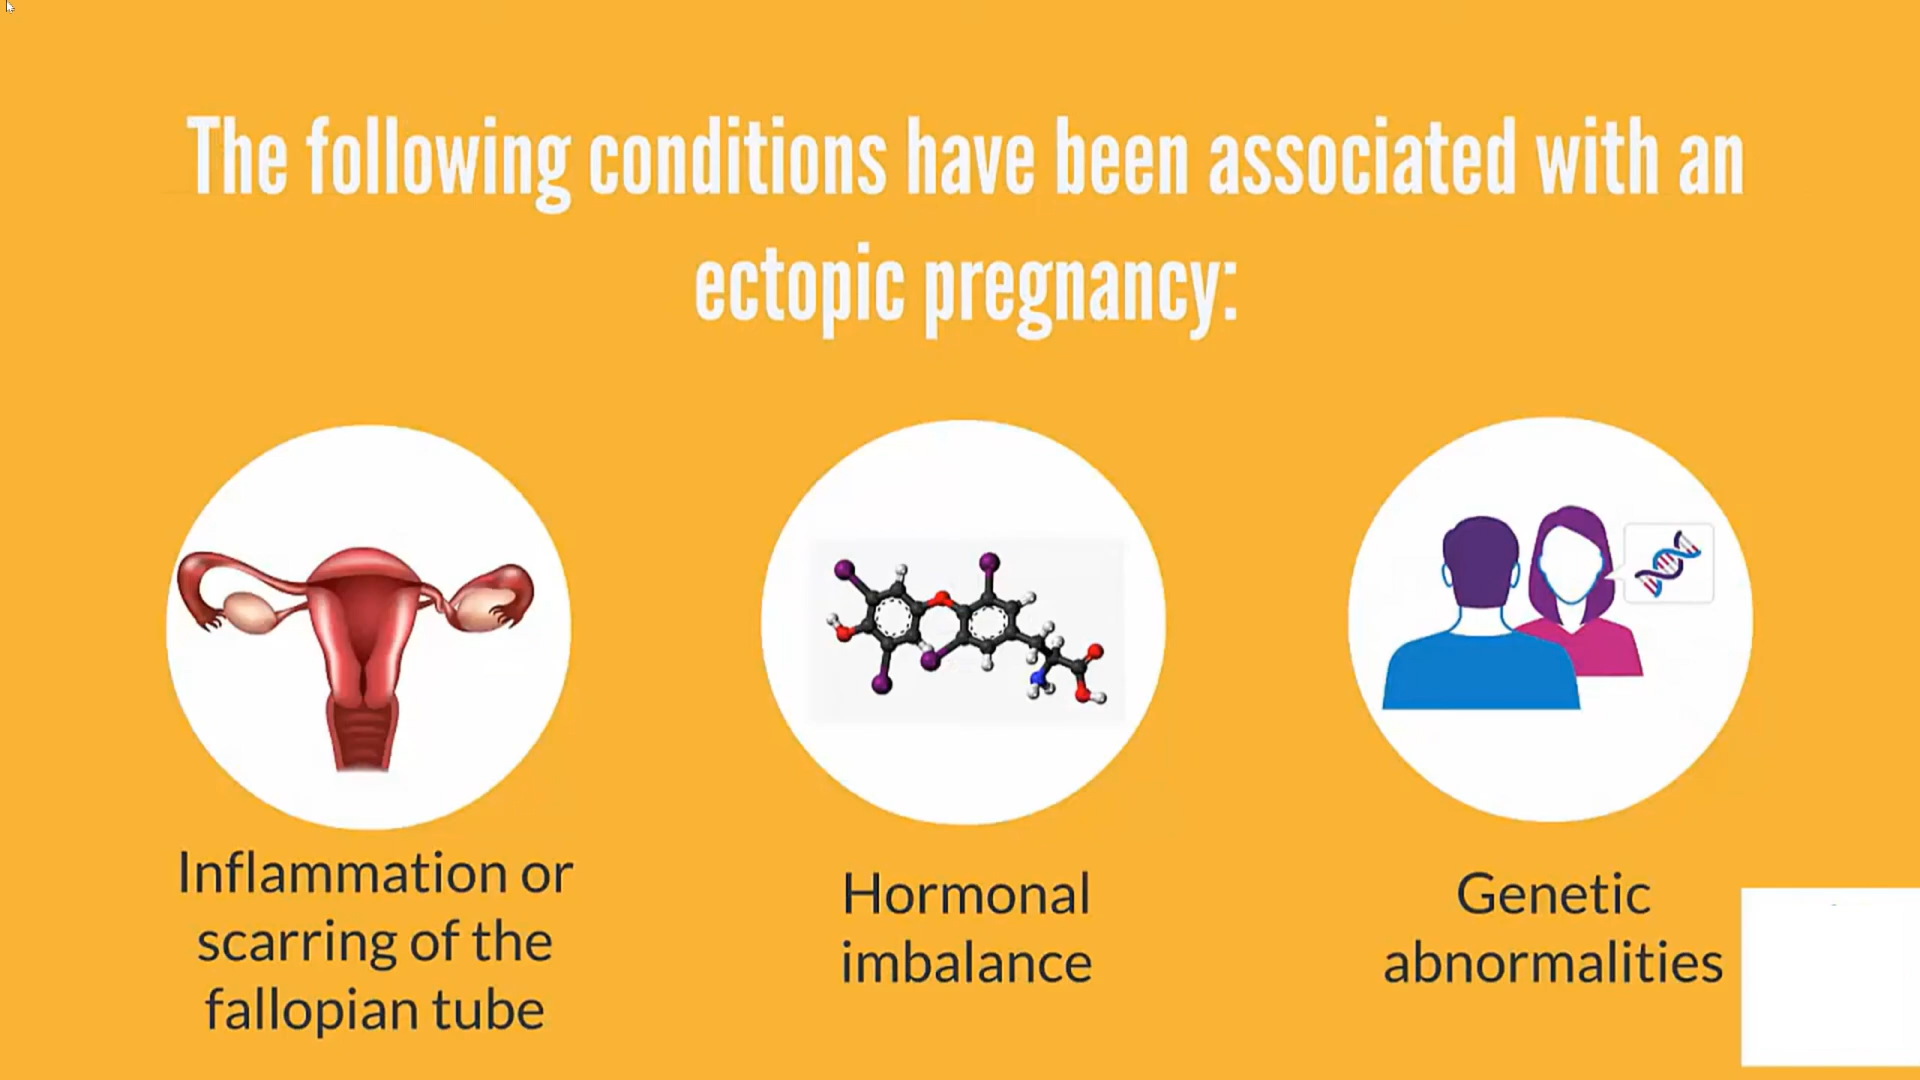 The following conditions have been associated with an
ectopic pregnancy:
Inflammation or
scarring of the
fallopian tube
Hormonal
imbalance
Genetic
abnormalities